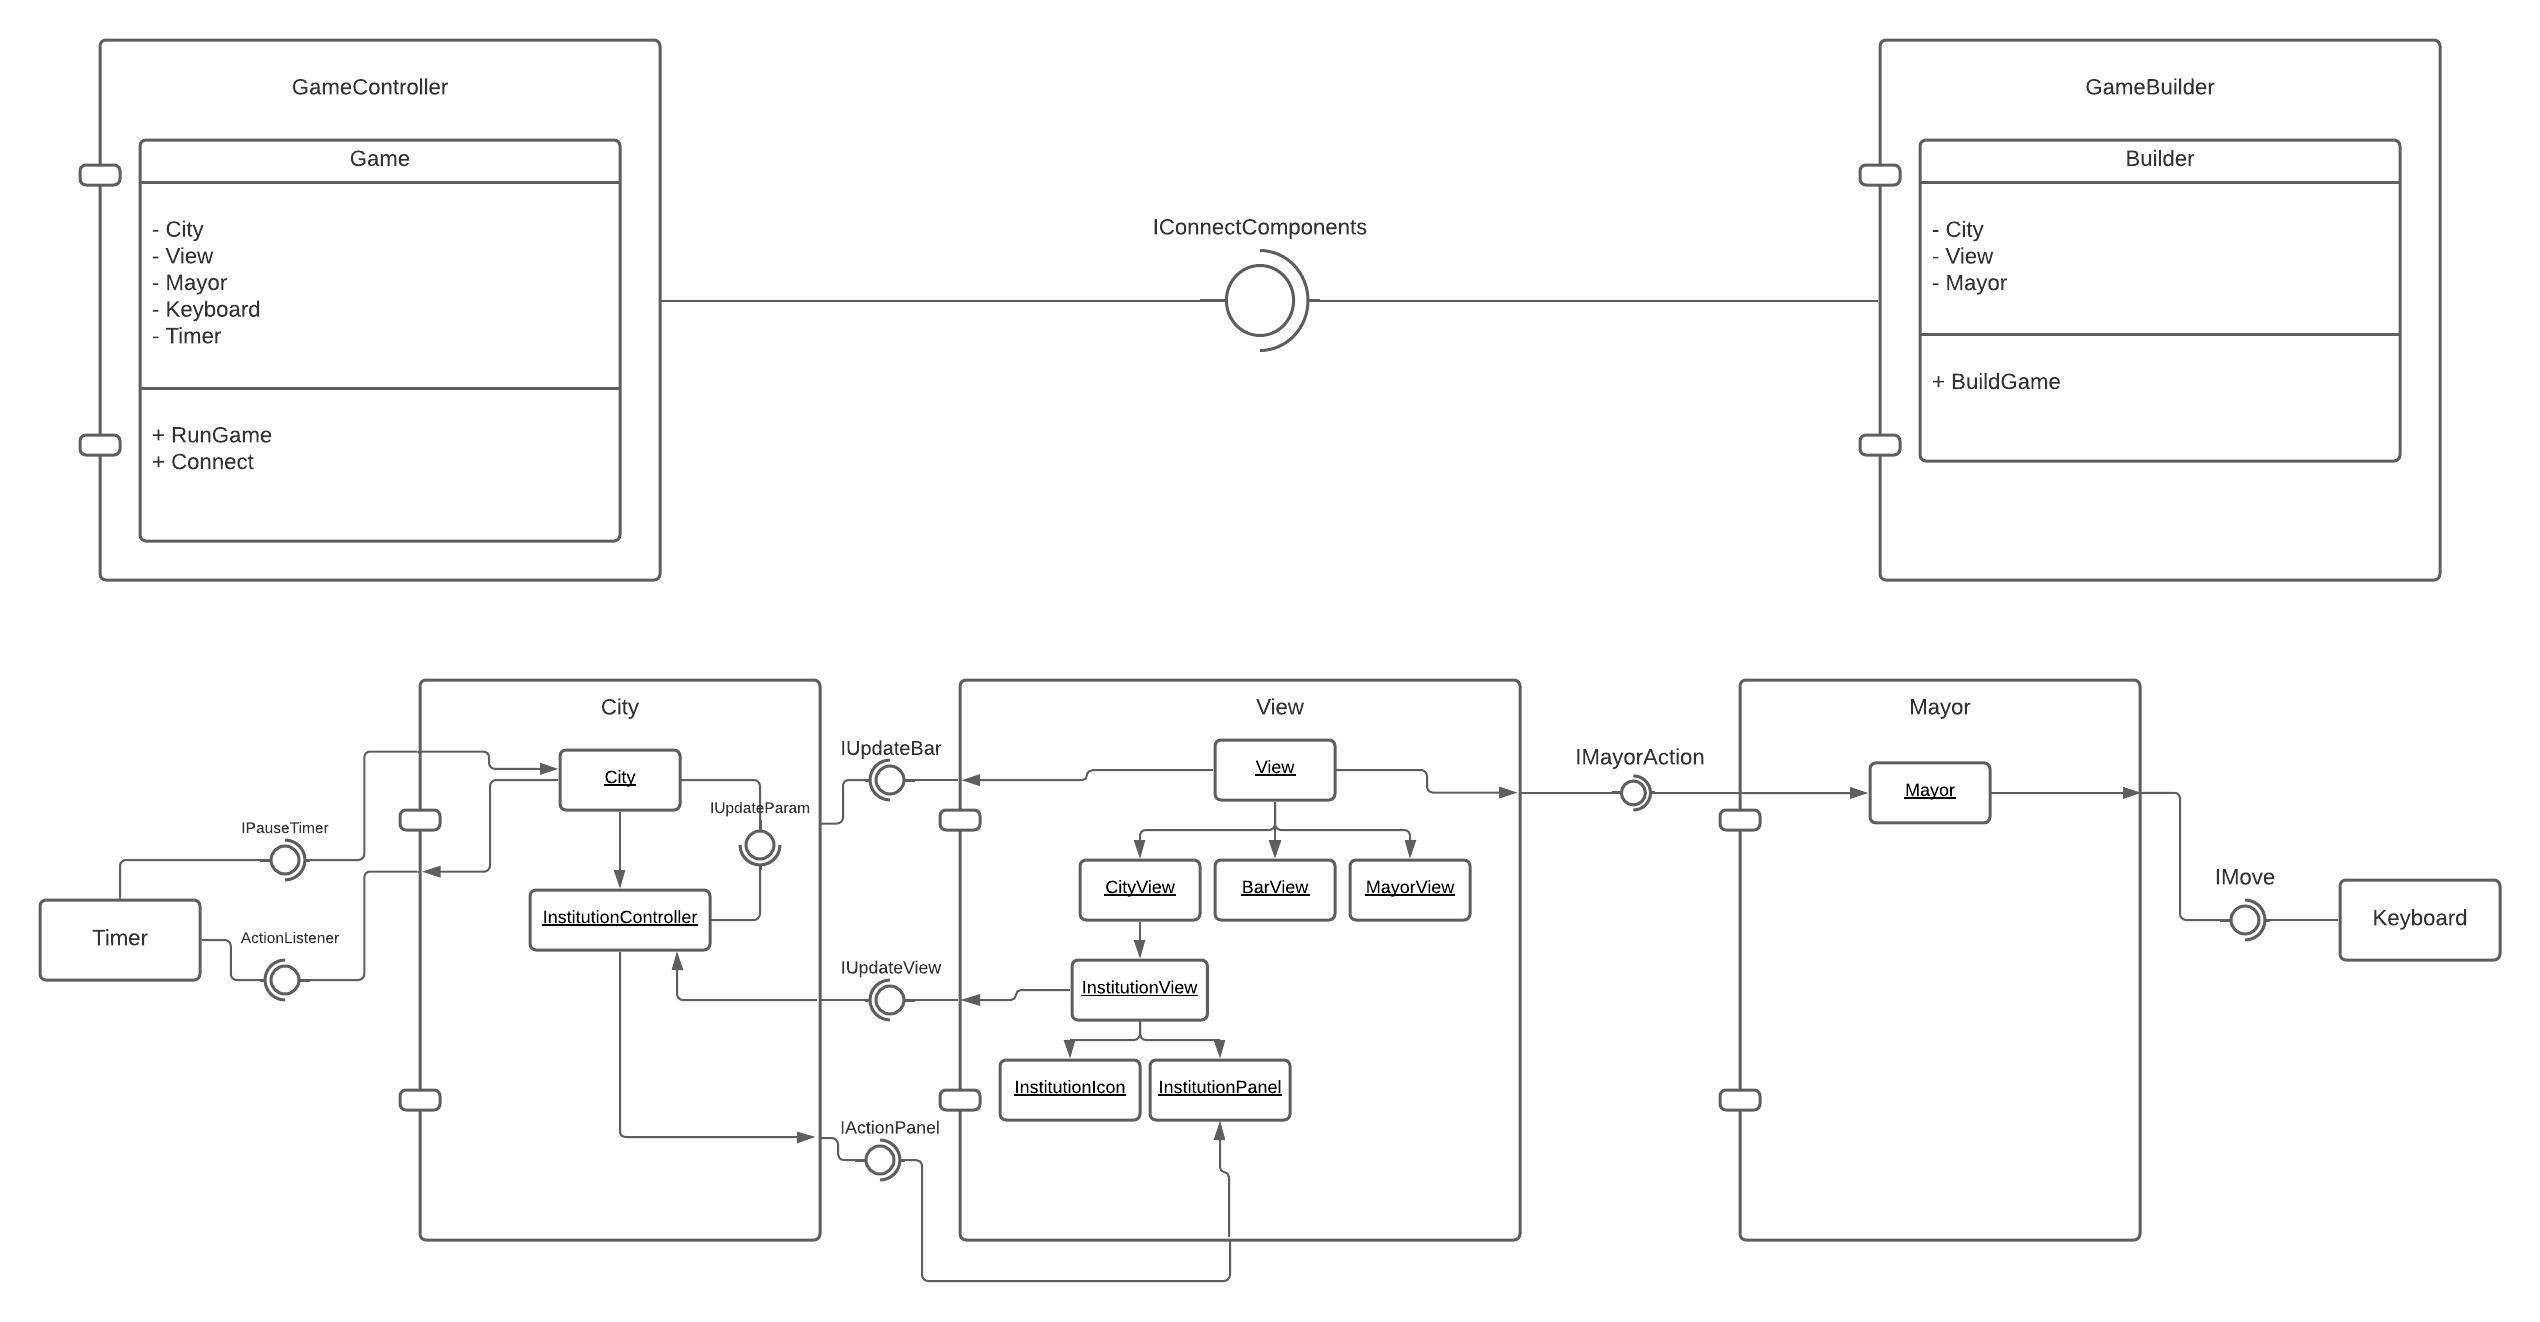 GameController
Game
- City
- View
- Mayor
- Keyboard
- Timer
+ RunGame
+ Connect
IConnectComponents
GameBuilder
Builder
- City
- View
- Mayor
+ BuildGame
Timer
IPauseTimer
ActionListener
City
City
IUpdateParam
InstitutionController
IUpdateBar
IUpdateView
IActionPanel
View
View
CityView
BarView
MayorView
InstitutionView
InstitutionIcon
InstitutionPanel
IMayorAction
Mayor
Mayor
IMove
Keyboard